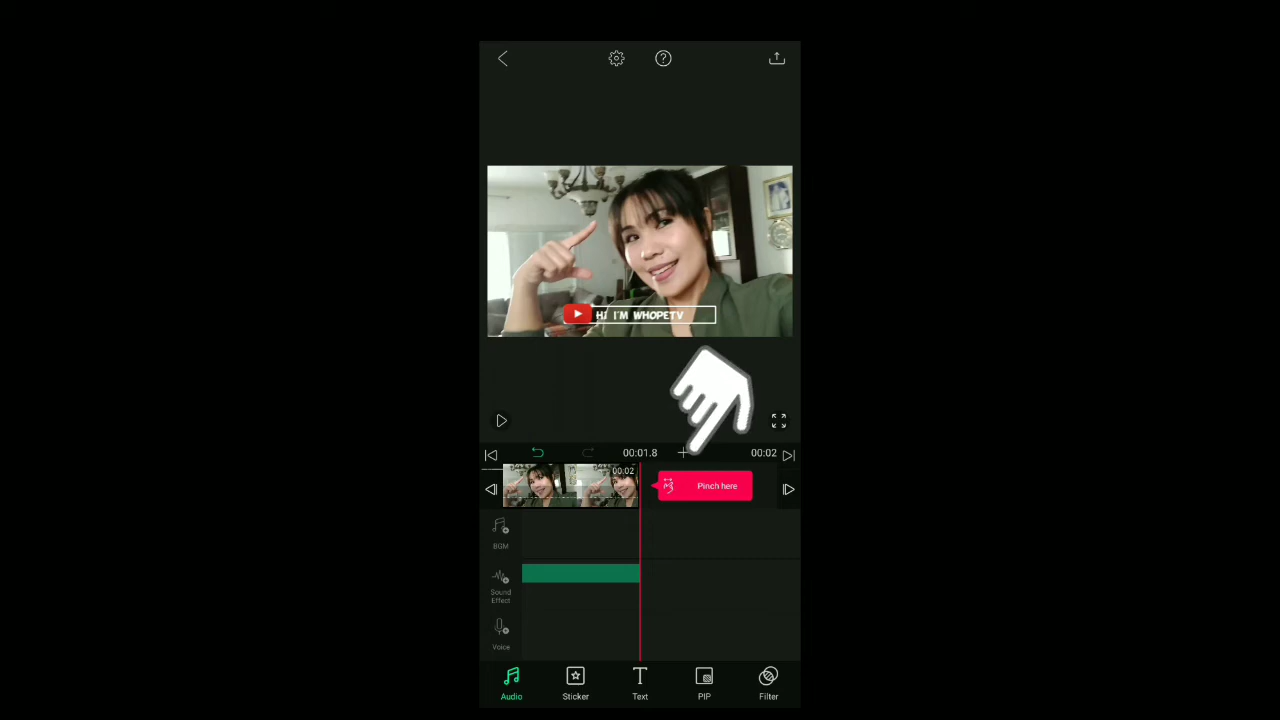 HI I'M WHOPETV
00:01.8
00:02
00:02
Pinch here
BGM
Sound
Effect
Voice
Audio
Sticker
Text
PIP
Filter